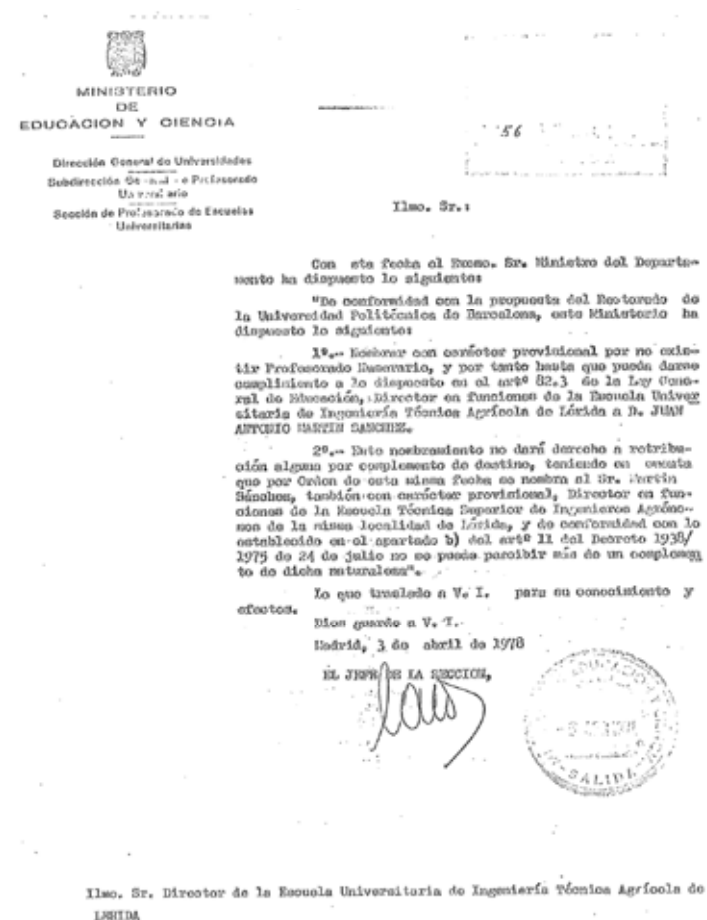 MINISTERIO
DE
EDUCACION Y CIENCIA
Dirección General de Universidades
Subdirección Profesorado
Sección de Profesorado de Escuelas
Universitarias
56
Ilmo. Sr.:
Con esta fecha el Excmo. Sr. Ministro del Departa-
mento ha dispuesto lo siguiente:
"De conformidad con la propuesta del Rectorado de
la Universidad Politécnica de Barcelona, este Ministerio ha
dispuesto lo siguiente:
1º.- Nombrar con carácter provisional por no exis-
tir Profesorado Numerario, y por tanto hasta que pueda darse
cumplimiento a lo dispuesto en el artº 82.3 de la Ley Gene-
ral de Educación, Director en funciones de la Escuela Univer
sitaria de Ingeniería Técnica Agrícola de Lérida a D. JUAN
ANTONIO MARTIN SANCHEZ.
2º.- Este nombramiento no dará derecho a retribu-
ción alguna por complemento de destino, teniendo en cuenta
que por Orden de esta misma fecha se nombra al Sr. Martín
Sánchez, también con carácter provisional, Director en fun-
ciones de la Escuela Técnica Superior de Ingenieros Agróno-
mos de la misma localidad de Lérida, y de conformidad con lo
establecido en el apartado b) del artº 11 del Decreto 1938/
1975 de 24 de julio no se puede percibir más de un complemen
to de dicha naturaleza".
Lo que traslado a V. I. para su conocimiento y
efectos.
Dios guarde a V. I.
Madrid, 3 de abril de 1978
EL JEFE DE LA SECCION,
SALIDA
Ilmo. Sr. Director de la Escuela Universitaria de Ingeniería Técnica Agrícola de
LERIDA